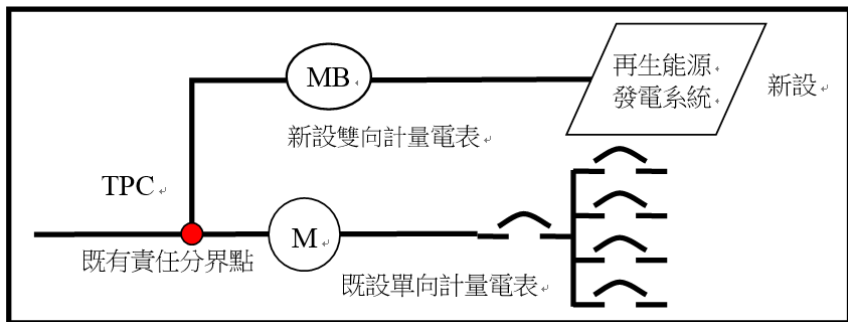 MB
再生能源
發電系統
新設
新設雙向計量電表
TPC
M
既有責任分界點
既設單向計量電表